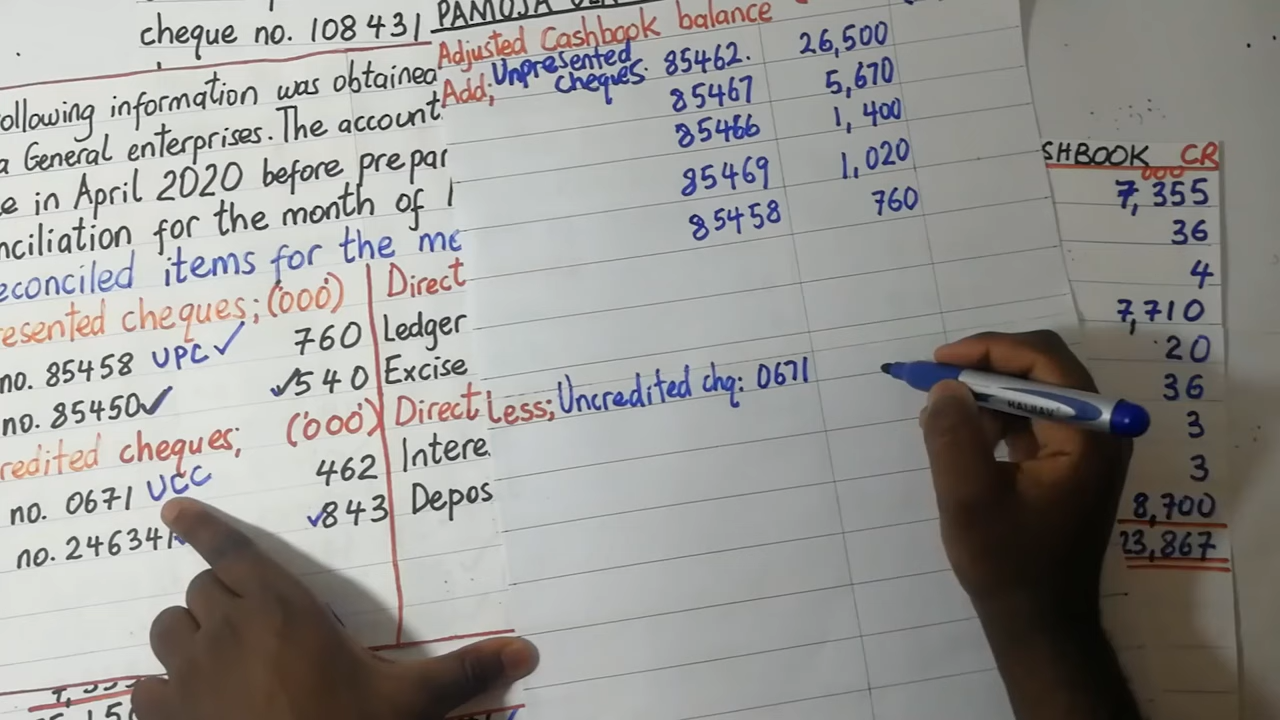 cheque no. 108431
ollowing information was obtained
a General enterprises. The account
e in April 2020 before prepar
nciliation for the month of
econciled items for the
esented cheques; (000)
no. 85458 UPC✓ 760
no. 85450✓ ✓540
redited cheques; (000)
no. 0671 UCC 462
no. 246341 ✓843
Direct
Ledger
Excise
Direct
Intere
Depos
PAMOJA
Adjusted Cashbook balance
Add; Unpresented cheques: 85462. 26,500
85467 5,670
85466 1,400
85469 1,020
85458 760
Less; Uncredited chq: 0671
SHBOOK CR
000
7,355
36
4
7,710
20
36
3
3
8,700
23,867